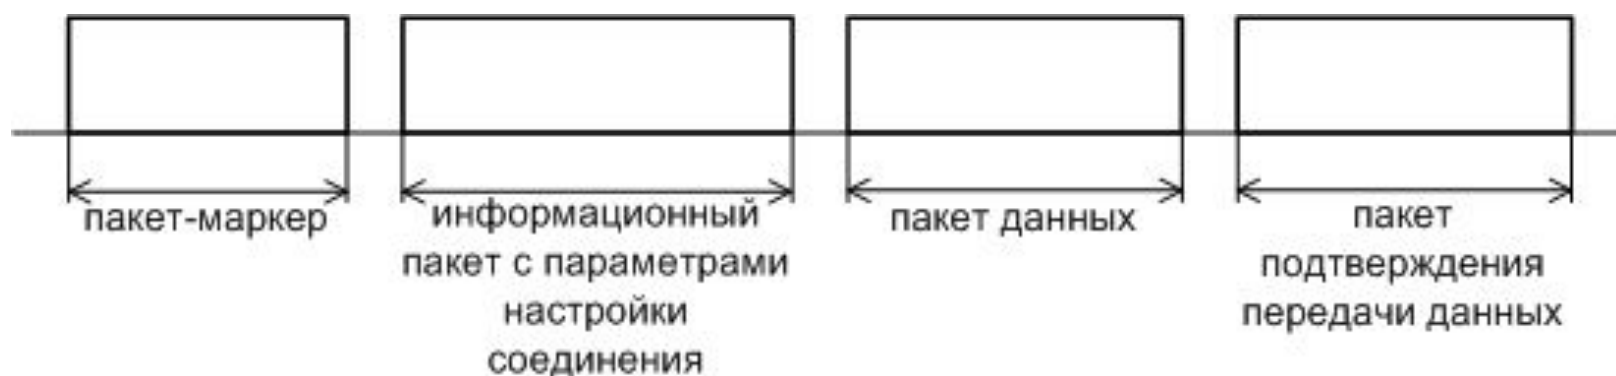 пакет-маркер
информационный
пакет с параметрами
настройки
соединения
пакет данных
пакет
подтверждения
передачи данных